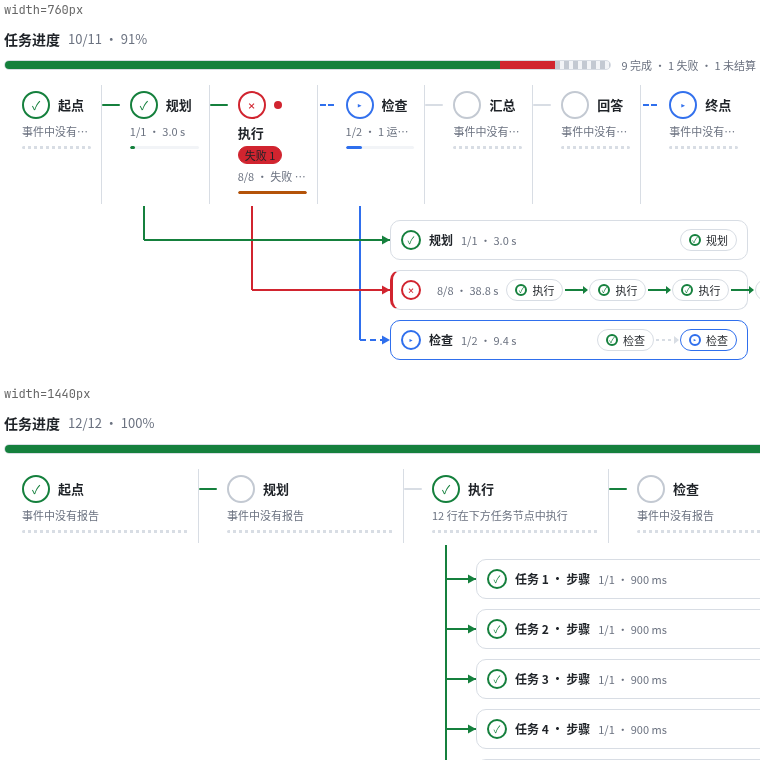 width=760px
任务进度 10/11 · 91%
9 完成 · 1 失败 · 1 未结算
起点
事件中没有…
规划
1/1 · 3.0 s
执行
失败 1
8/8 · 失败 …
检查
1/2 · 1 运…
汇总
事件中没有…
回答
事件中没有…
终点
事件中没有…
规划 1/1 · 3.0 s 规划
8/8 · 38.8 s 执行 执行 执行
检查 1/2 · 9.4 s 检查 检查
width=1440px
任务进度 12/12 · 100%
起点
事件中没有报告
规划
事件中没有报告
执行
12 行在下方任务节点中执行
检查
事件中没有报告
任务 1 · 步骤 1/1 · 900 ms
任务 2 · 步骤 1/1 · 900 ms
任务 3 · 步骤 1/1 · 900 ms
任务 4 · 步骤 1/1 · 900 ms